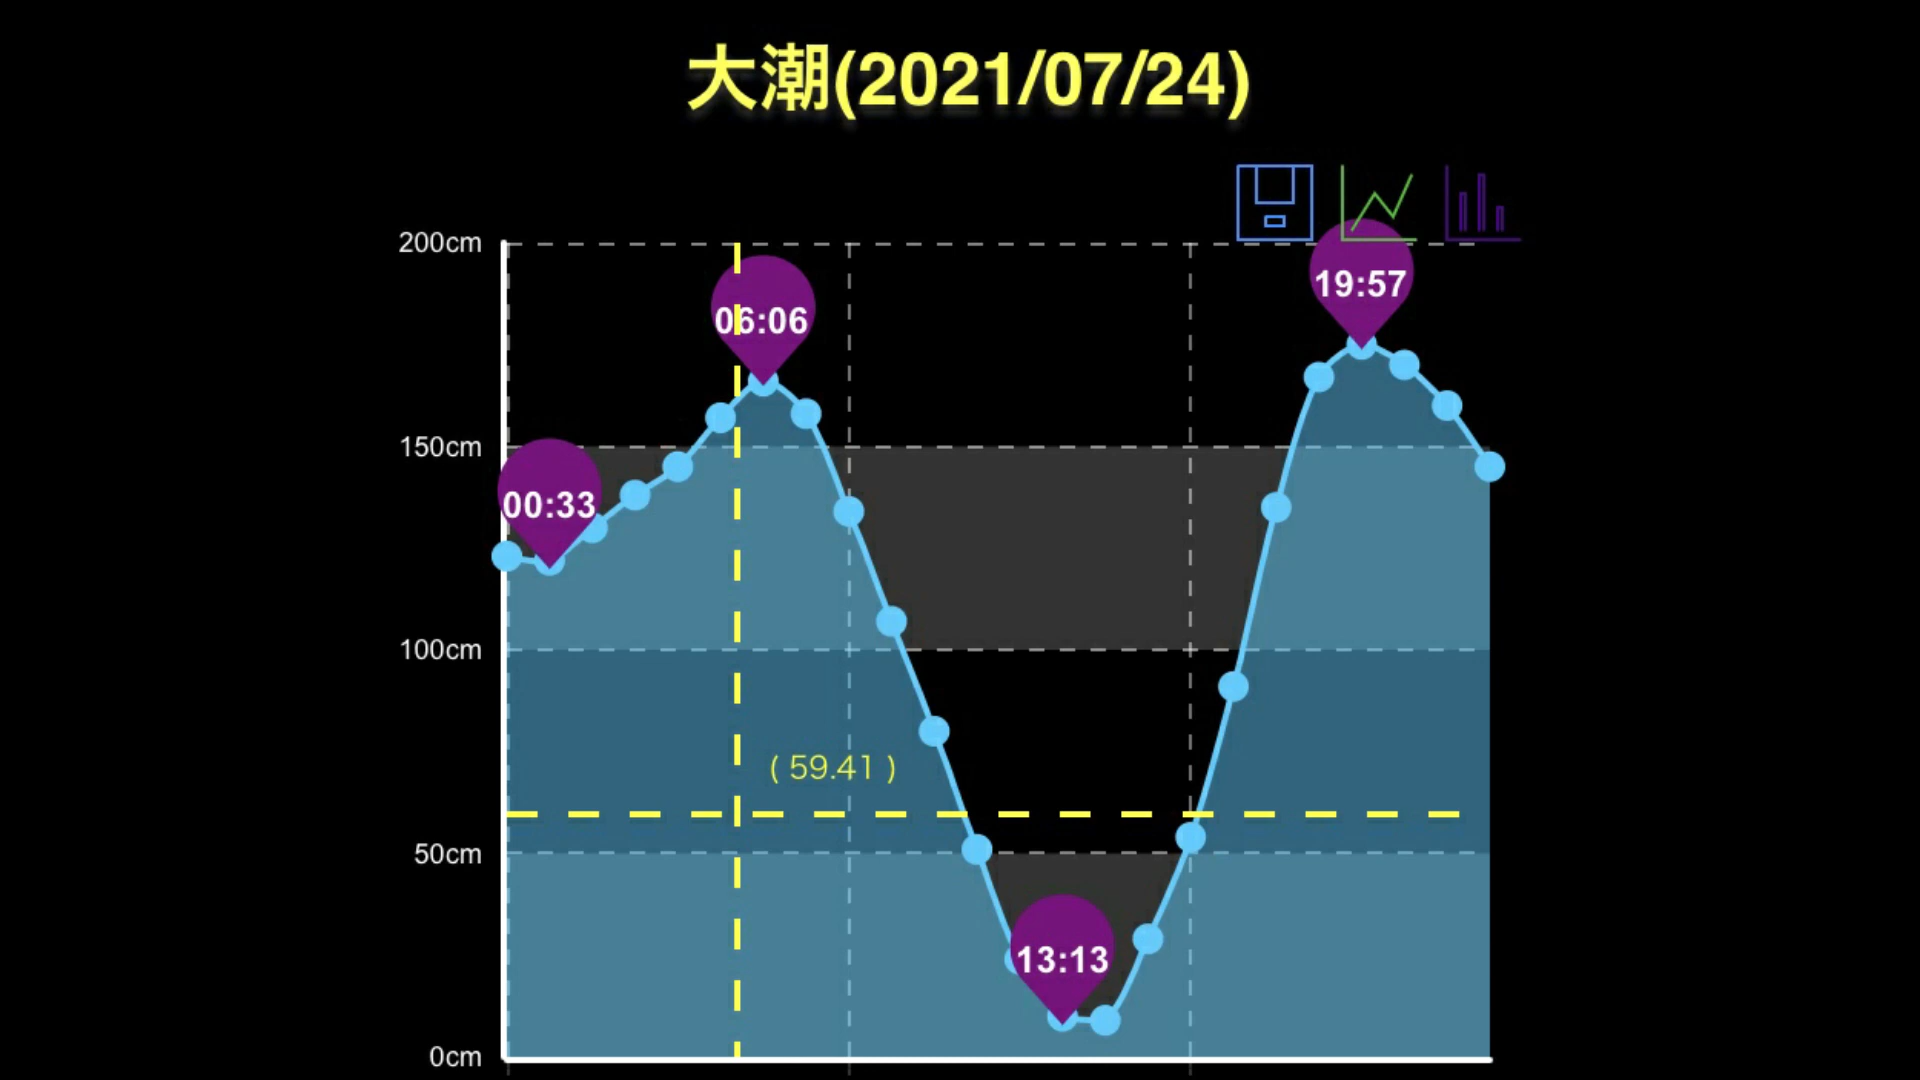 大潮(2021/07/24)
200cm
19:57
06:06
150cm
00:33
100cm
( 59.41 )
50cm
13:13
0cm